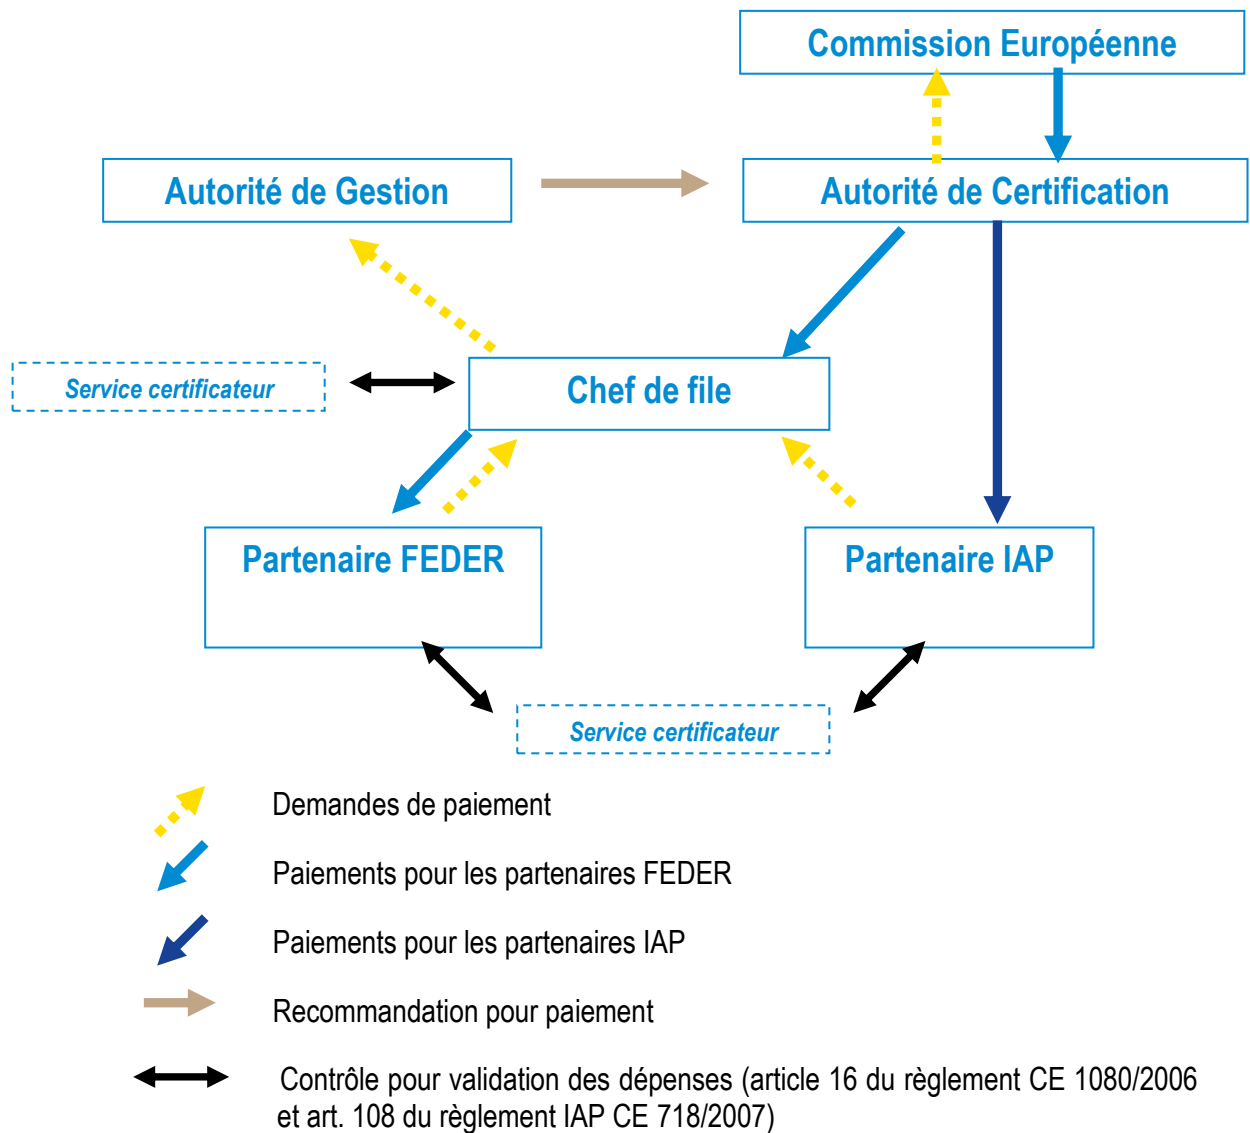 Commission Européenne
Autorité de Gestion
Autorité de Certification
Service certificateur
Chef de file
Partenaire FEDER
Partenaire IAP
Service certificateur
Demandes de paiement
Paiements pour les partenaires FEDER
Paiements pour les partenaires IAP
Recommandation pour paiement
Contrôle pour validation des dépenses (article 16 du règlement CE 1080/2006
et art. 108 du règlement IAP CE 718/2007)